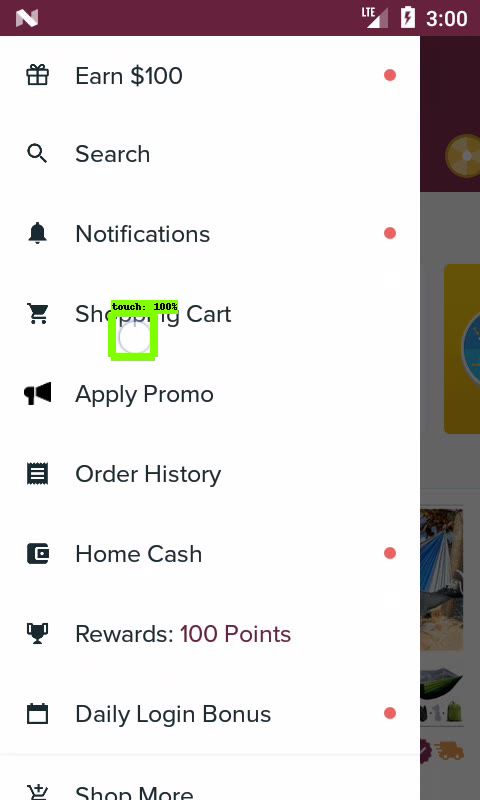 LTE 3:00
Earn $100
Search
Notifications
touch: 100%
Shopping Cart
Apply Promo
Order History
Home Cash
Rewards: 100 Points
Daily Login Bonus
Shop More